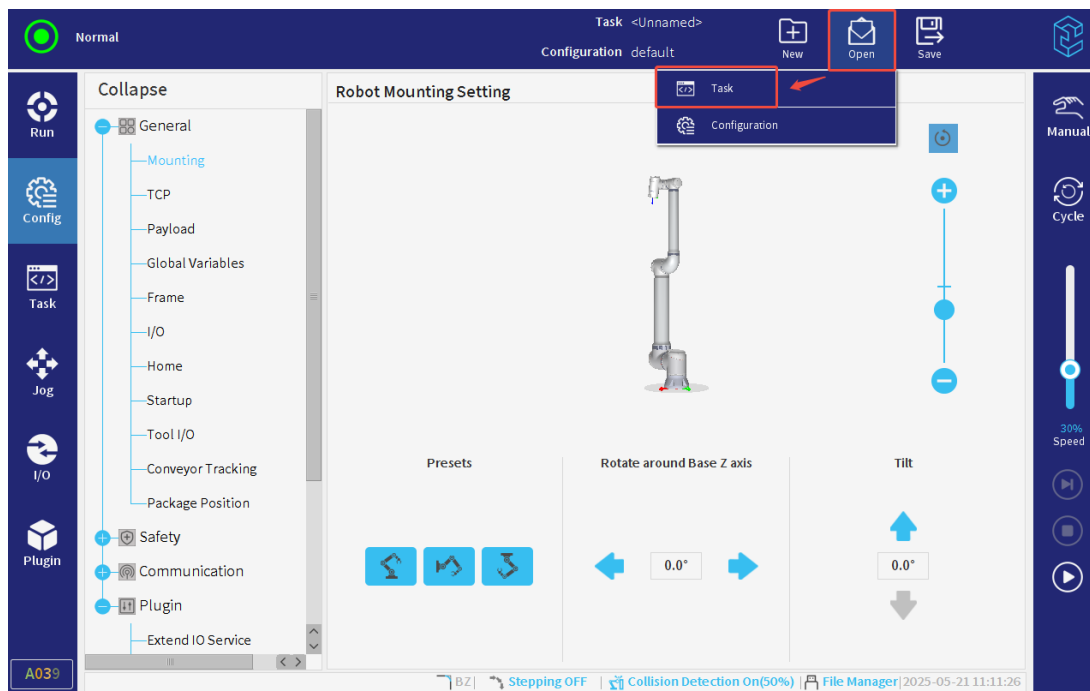 Normal
Task <Unnamed>
Configuration default
New
Open
Save
Task
Configuration
Run
Config
Task
Jog
I/O
Plugin
A039
Collapse
General
Mounting
TCP
Payload
Global Variables
Frame
I/O
Home
Startup
Tool I/O
Conveyor Tracking
Package Position
Safety
Communication
Plugin
Extend IO Service
Robot Mounting Setting
Presets
Rotate around Base Z axis
Tilt
0.0°
0.0°
Manual
Cycle
30%
Speed
BZ| Stepping OFF | Collision Detection On(50%) | File Manager|2025-05-21 11:11:26